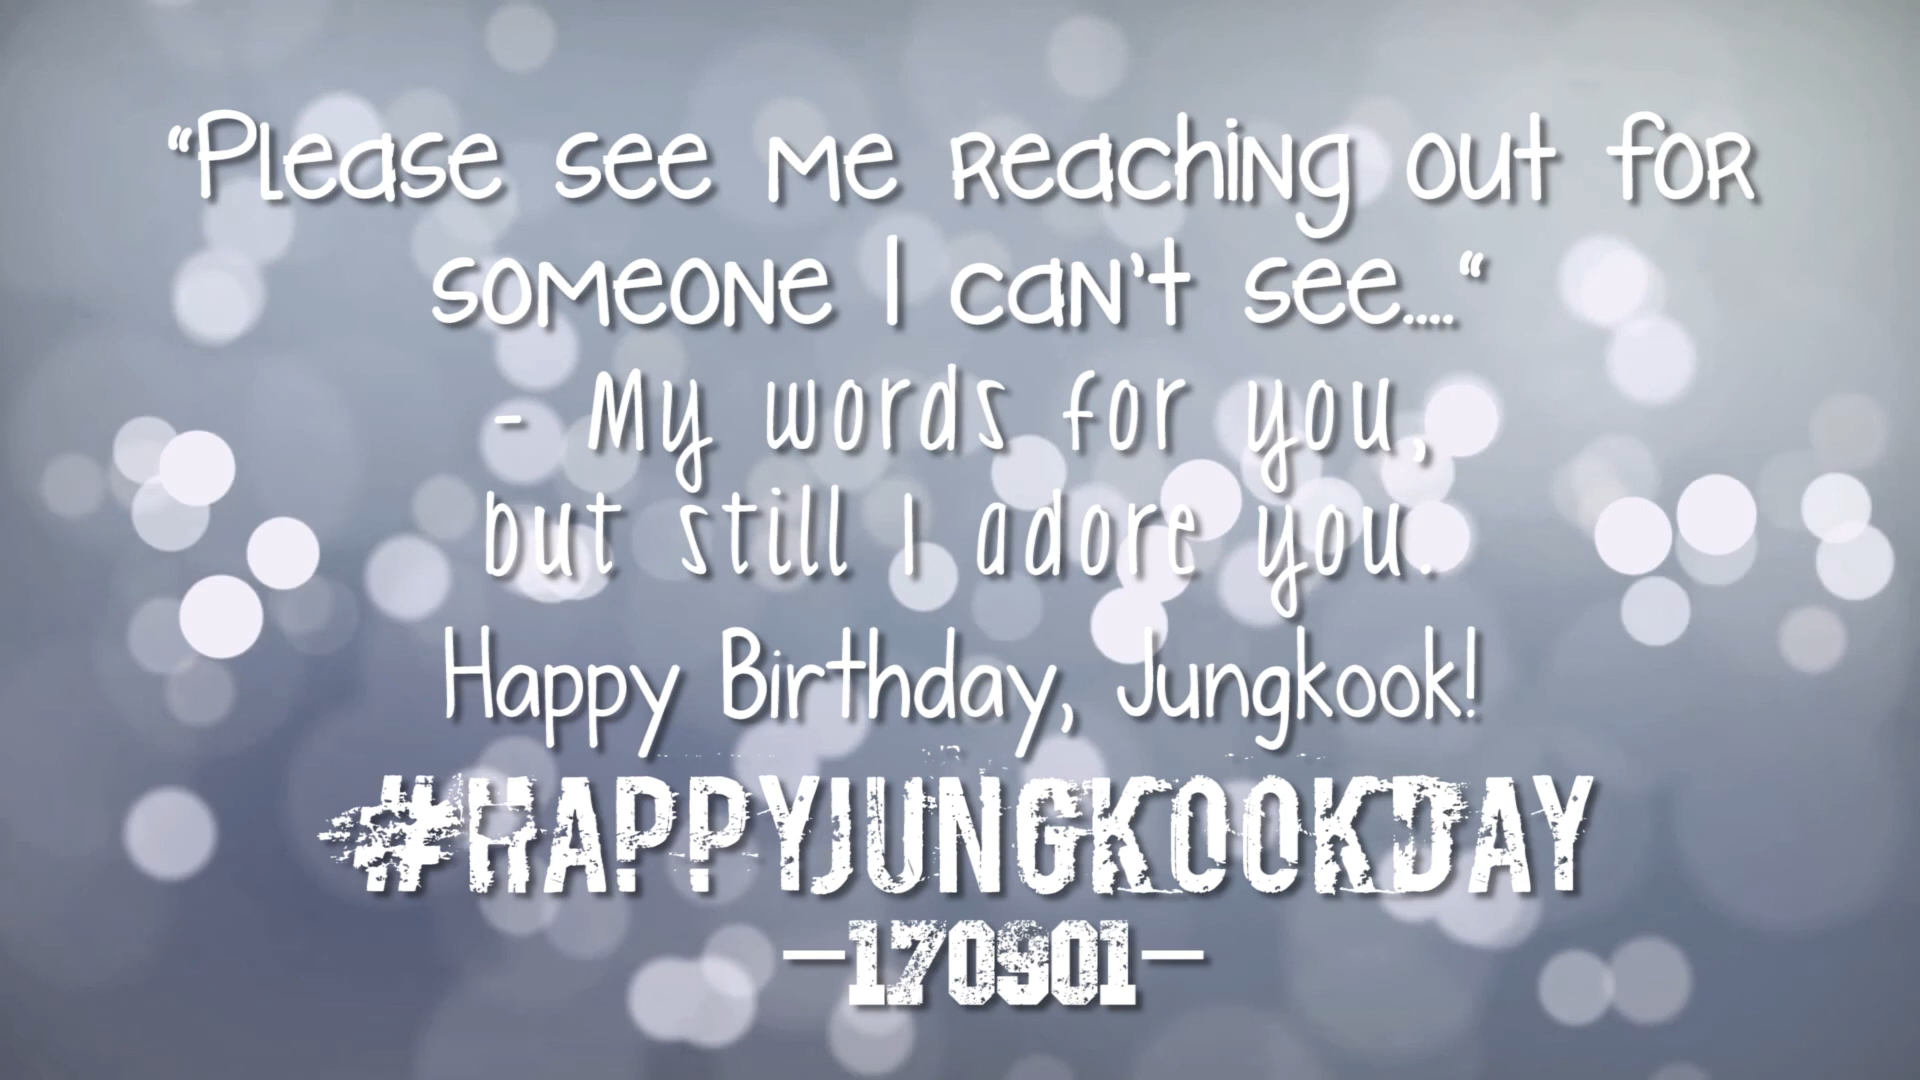 “Please see me reaching out for
someone I can't see....“
- My words for you,
but still I adore you.
Happy Birthday, Jungkook!
#HAPPYJUNGKOOKDAY
—170901—